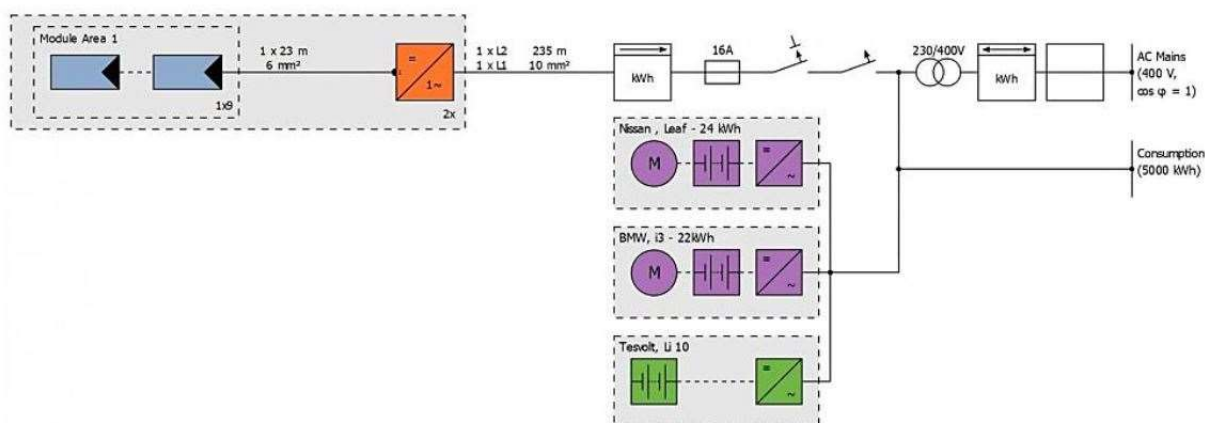 Module Area 1
1 x 23 m
6 mm²
1x9
=
1~
2x
1 x L2 235 m
1 x L1 10 mm²
kWh
16A
230/400V
kWh
AC Mains
(400 V,
cos φ = 1)
Nissan , Leaf - 24 kWh
M
=
~
Consumption
(5000 kWh)
BMW, i3 - 22kWh
M
=
~
Tesvolt, Li 10
=
~